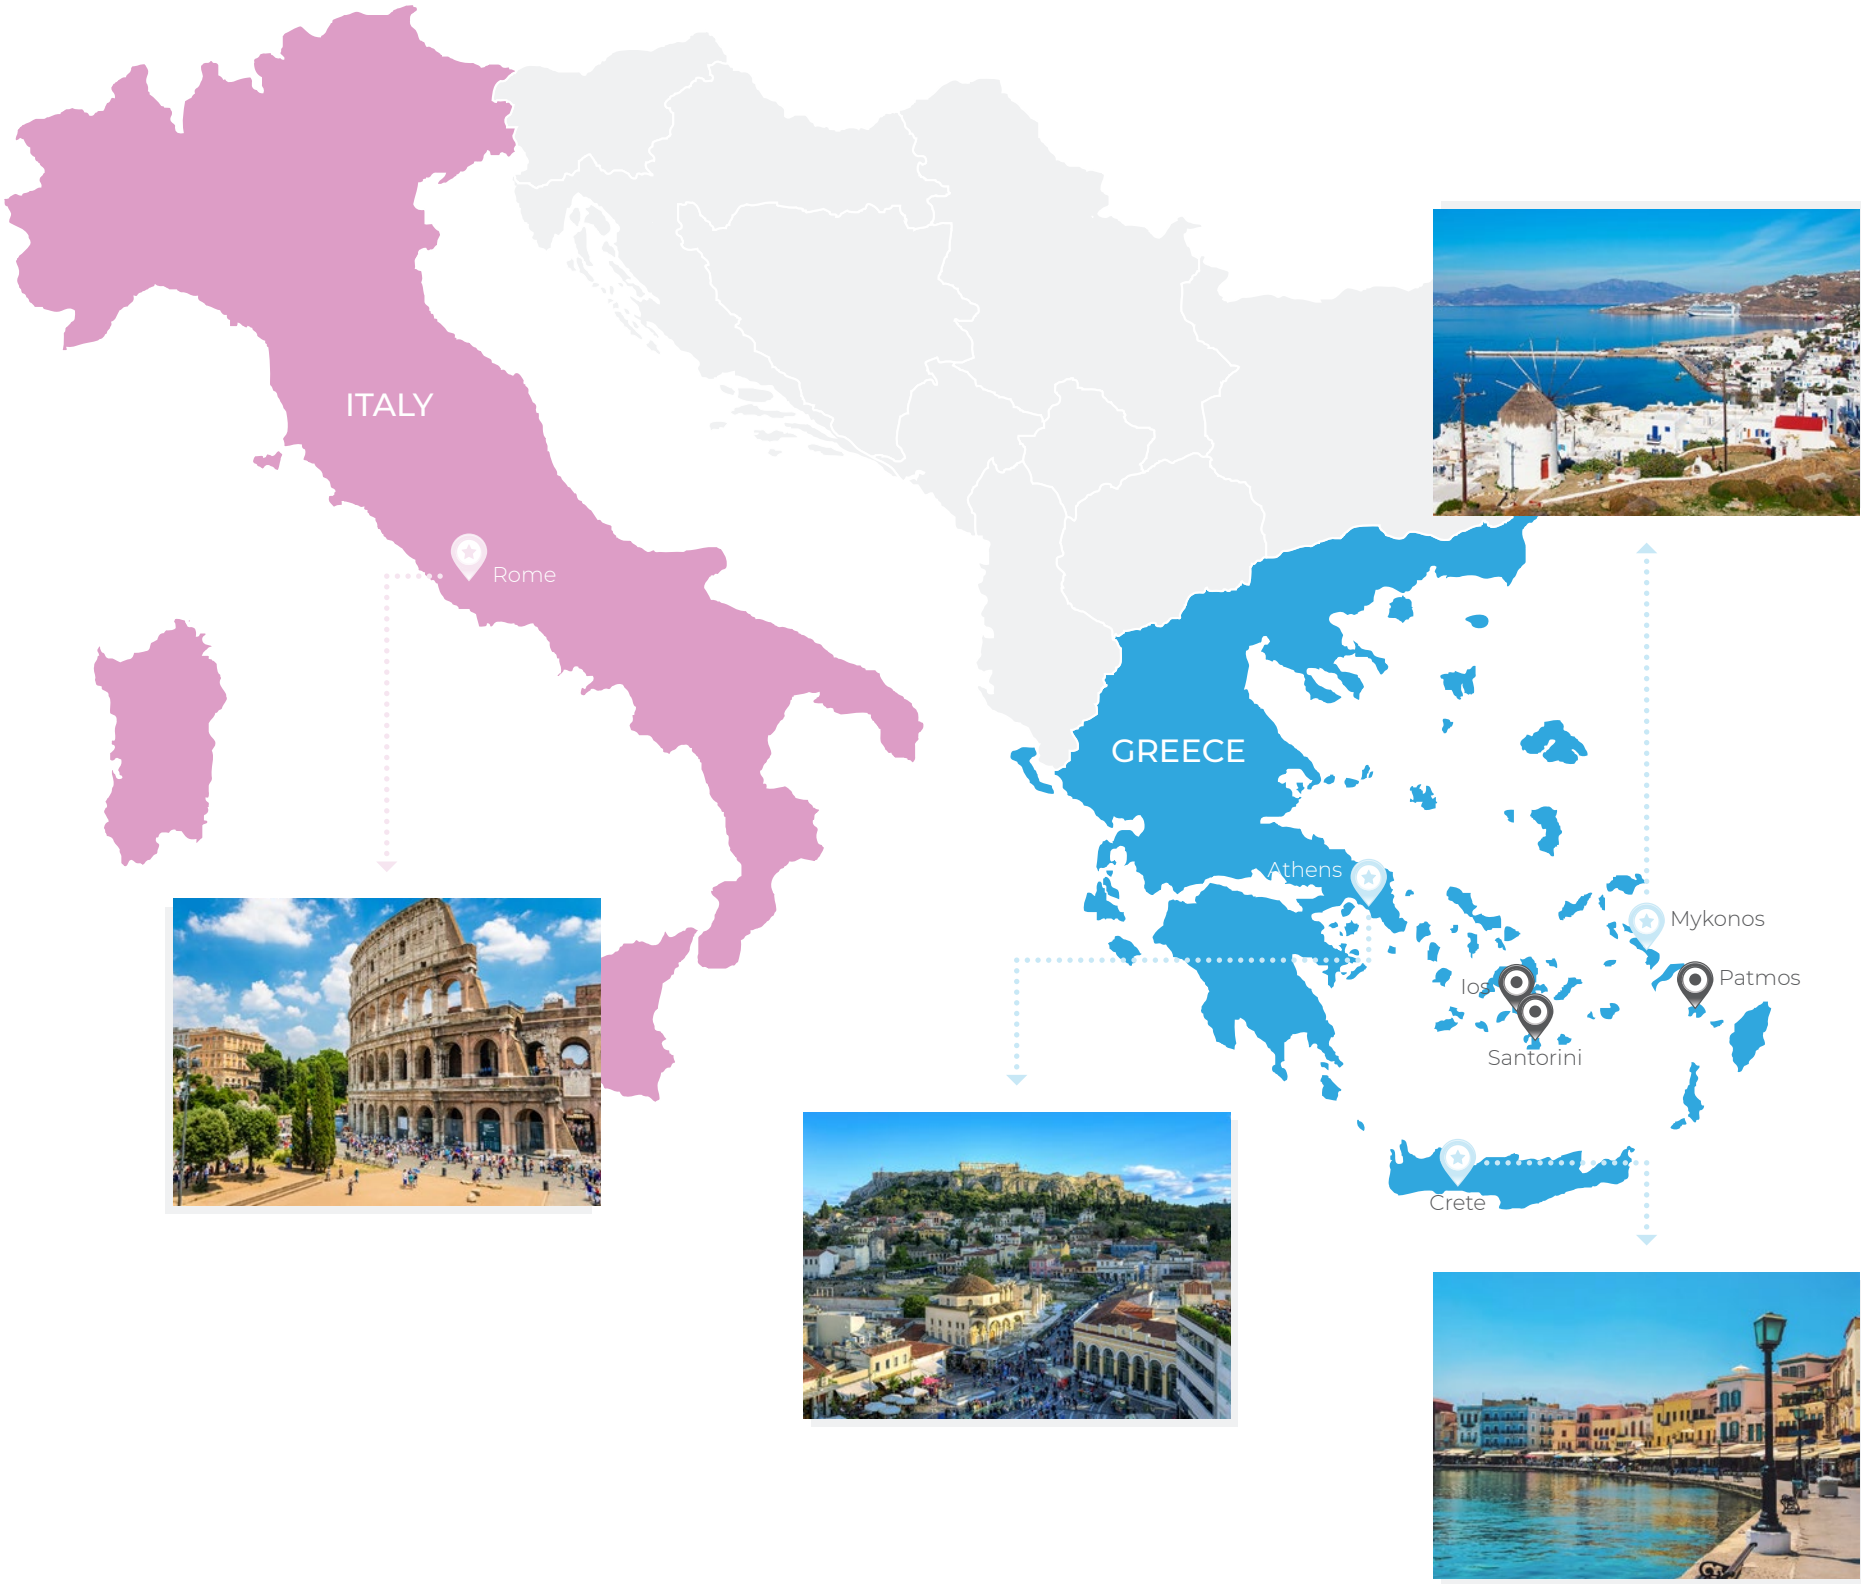 ITALY
Rome
GREECE
Athens
Mykonos
Patmos
Ios
Santorini
Crete